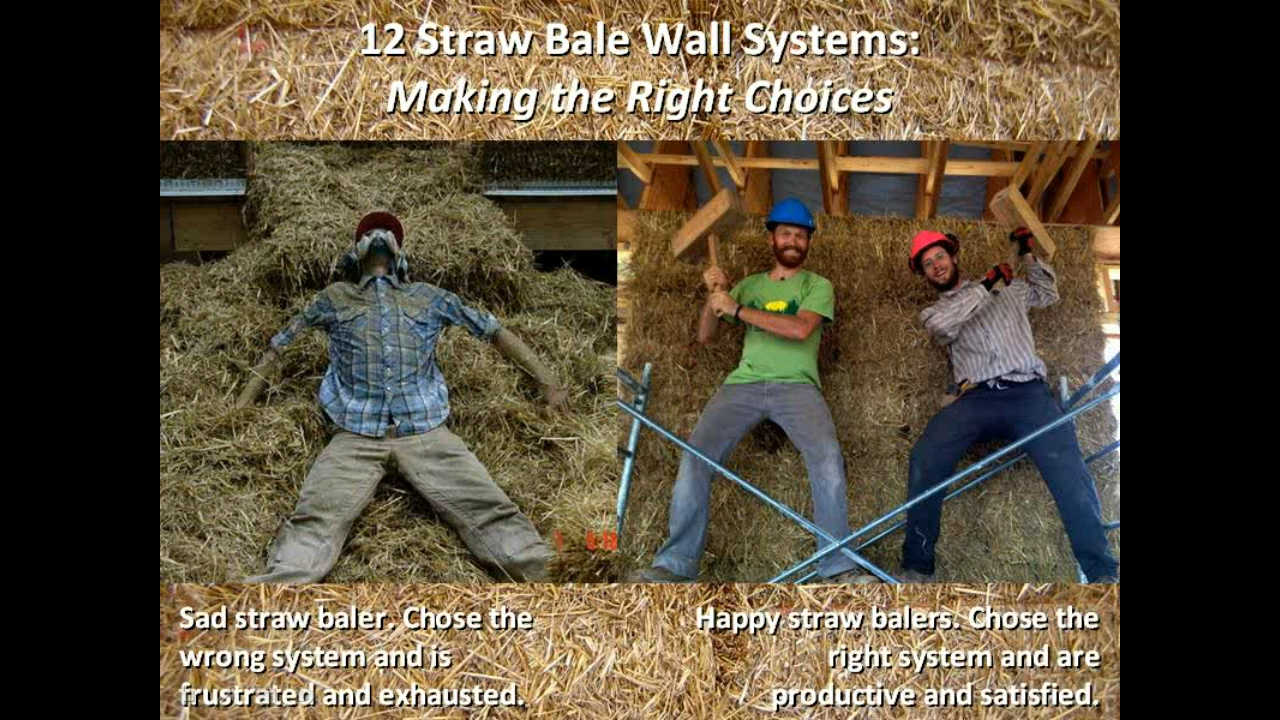 12 Straw Bale Wall Systems:
Making the Right Choices
Sad straw baler. Chose the
wrong system and is
frustrated and exhausted.
Happy straw balers. Chose the
right system and are
productive and satisfied.